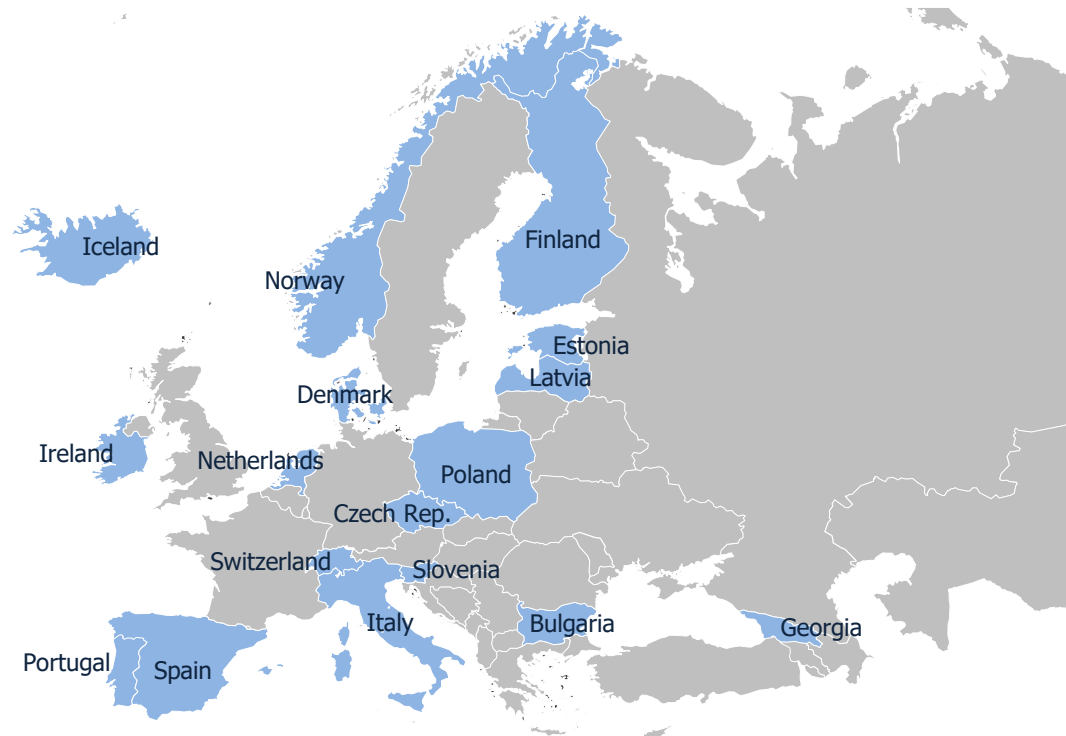 Iceland
Finland
Norway
Estonia
Latvia
Denmark
Ireland
Netherlands
Poland
Czech Rep.
Switzerland
Slovenia
Italy
Bulgaria
Georgia
Portugal
Spain